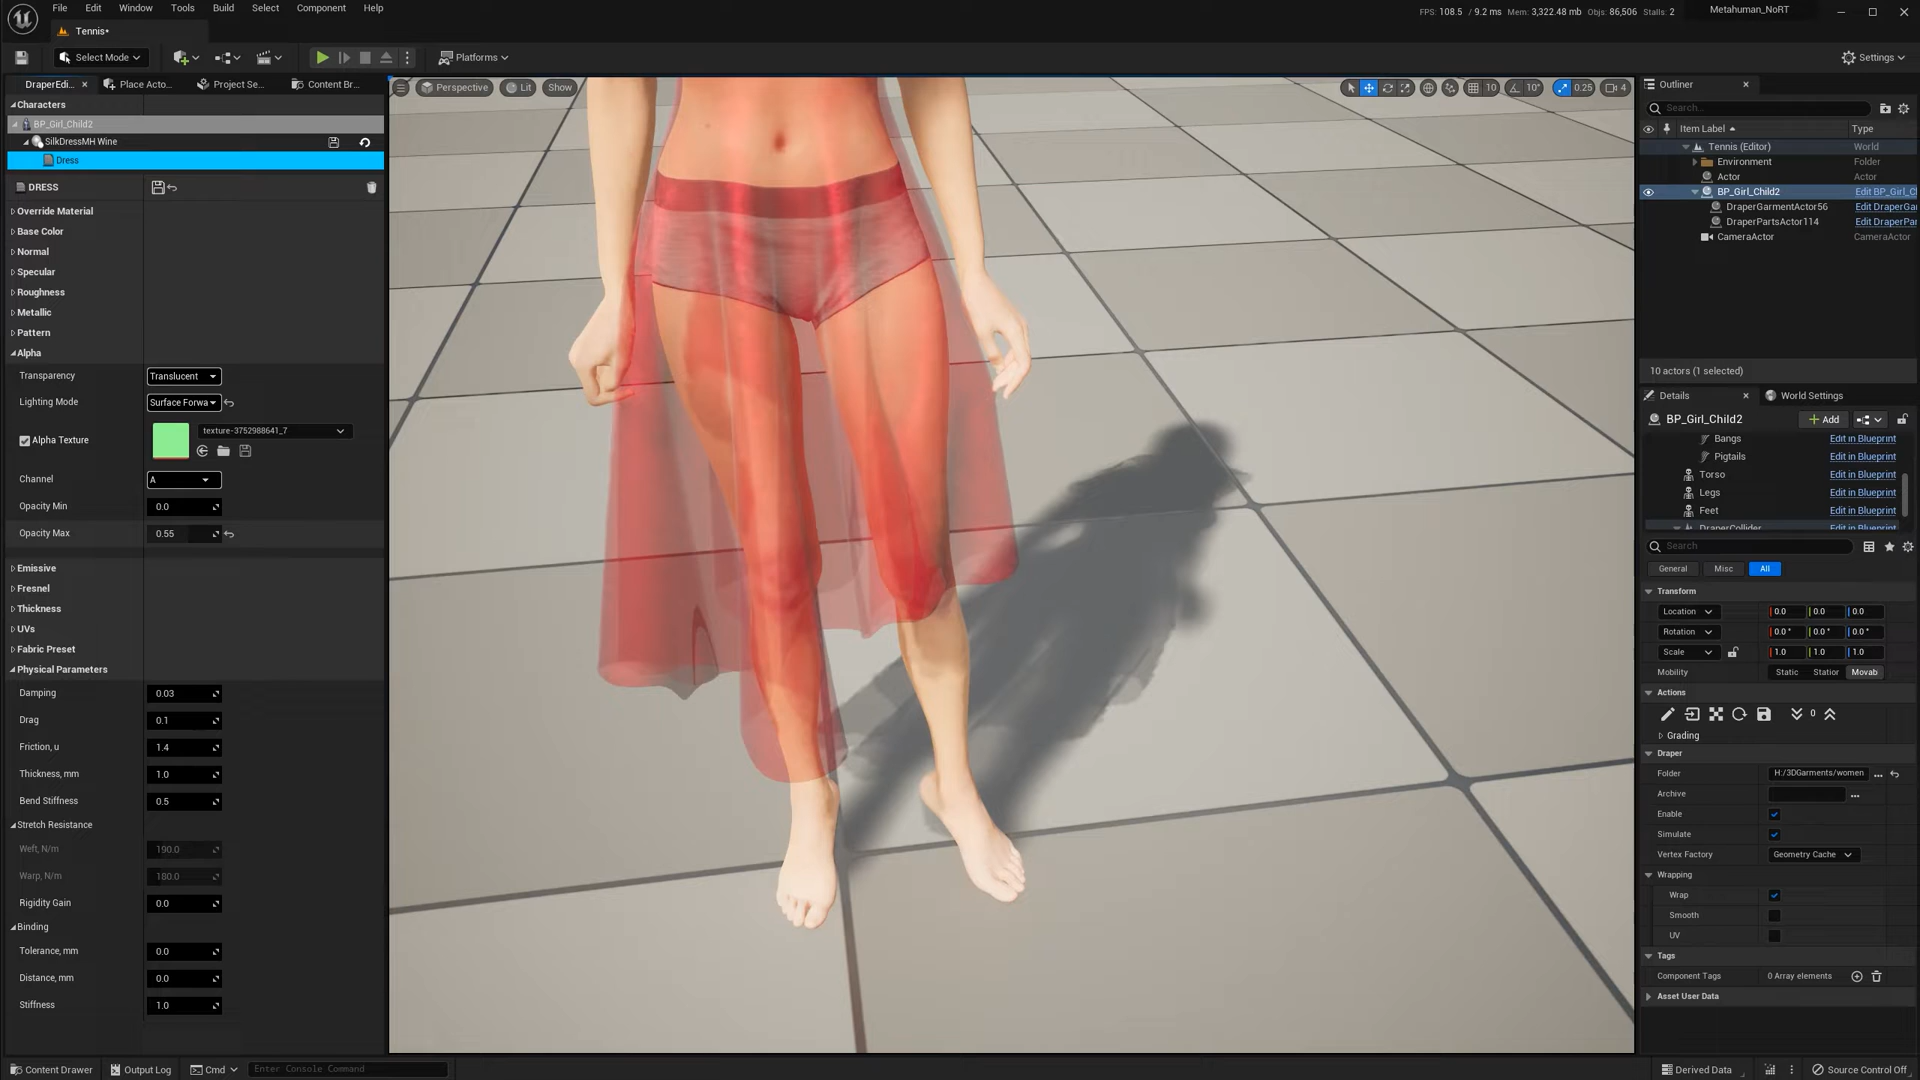 File Edit Window Tools Build Select Component Help
FPS: 108.5 / 9.2 ms Mem: 3,322.48 mb Objs: 86,506 Stalls: 2
Metahuman_NoRT
Tennis•
Select Mode
Platforms
Settings
DraperEdi...
Place Acto...
Project Se...
Content Br...
Perspective
Lit
Show
10
10°
0.25
4
Characters
BP_Girl_Child2
SilkDressMH Wine
Dress
DRESS
Override Material
Base Color
Normal
Specular
Roughness
Metallic
Pattern
Alpha
Transparency Translucent
Lighting Mode Surface Forwa
Alpha Texture texture-3752988641_7
Channel A
Opacity Min 0.0
Opacity Max 0.55
Emissive
Fresnel
Thickness
UVs
Fabric Preset
Physical Parameters
Damping 0.03
Drag 0.1
Friction, u 1.4
Thickness, mm 1.0
Bend Stiffness 0.5
Stretch Resistance
Weft, N/m 190.0
Warp, N/m 180.0
Rigidity Gain 0.0
Binding
Tolerance, mm 0.0
Distance, mm 0.0
Stiffness 1.0
Outliner
Search...
Item Label Type
Tennis (Editor) World
Environment Folder
Actor Actor
BP_Girl_Child2 Edit BP_Girl_C
DraperGarmentActor56 Edit DraperGa
DraperPartsActor114 Edit DraperPa
CameraActor CameraActor
10 actors (1 selected)
Details
World Settings
BP_Girl_Child2
Add
Bangs Edit in Blueprint
Pigtails Edit in Blueprint
Torso Edit in Blueprint
Legs Edit in Blueprint
Feet Edit in Blueprint
DraperCollider Edit in Blueprint
Search
General Misc All
Transform
Location 0.0 0.0 0.0
Rotation 0.0° 0.0° 0.0°
Scale 1.0 1.0 1.0
Mobility Static Statior Movab
Actions
0
Grading
Draper
Folder H:/3DGarments/women ...
Archive ...
Enable
Simulate
Vertex Factory Geometry Cache
Wrapping
Wrap
Smooth
UV
Tags
Component Tags 0 Array elements
Asset User Data
Content Drawer
Output Log
Cmd
Enter Console Command
Derived Data
Source Control Off